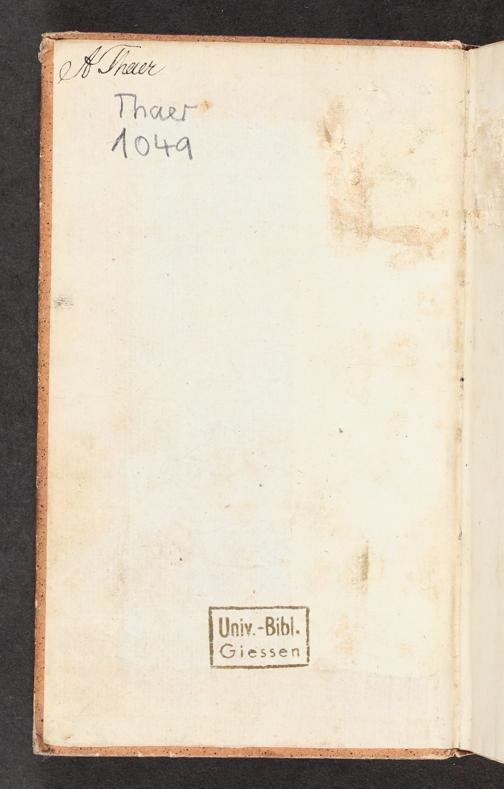 A Thaer
Thaer
1049
Univ.-Bibl.
Giessen